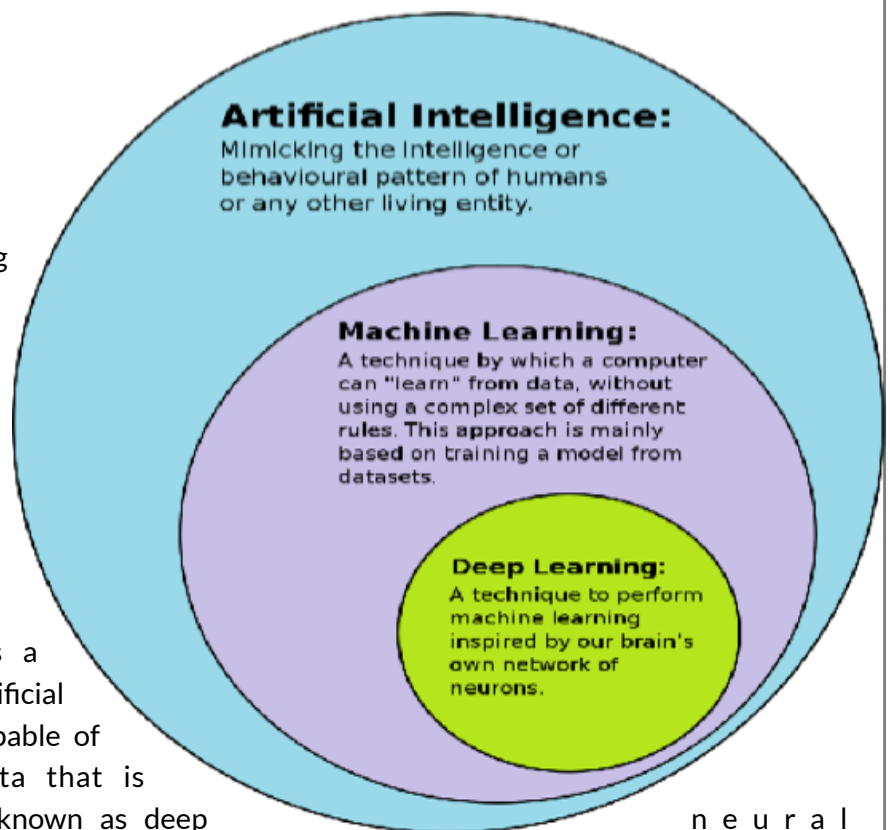 Artificial Intelligence:
Mimicking the intelligence or
behavioural pattern of humans
or any other living entity.
g
Machine Learning:
A technique by which a computer
can "learn" from data, without
using a complex set of different
rules. This approach is mainly
based on training a model from
datasets.
Deep Learning:
A technique to perform
machine learning
inspired by our brain's
own network of
neurons.
s a
ificial
pable of
ta that is
known as deep neural